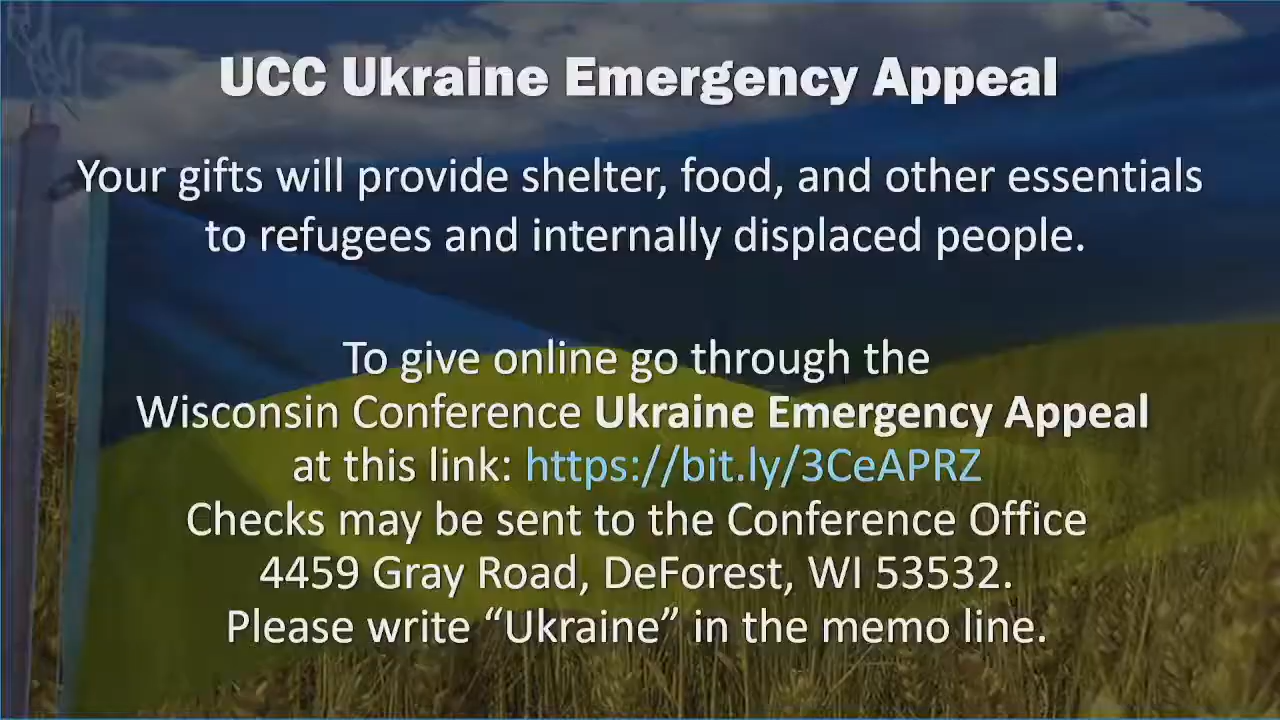 UCC Ukraine Emergency Appeal
Your gifts will provide shelter, food, and other essentials
to refugees and internally displaced people.
To give online go through the
Wisconsin Conference Ukraine Emergency Appeal
at this link: https://bit.ly/3CeAPRZ
Checks may be sent to the Conference Office
4459 Gray Road, DeForest, WI 53532.
Please write “Ukraine” in the memo line.